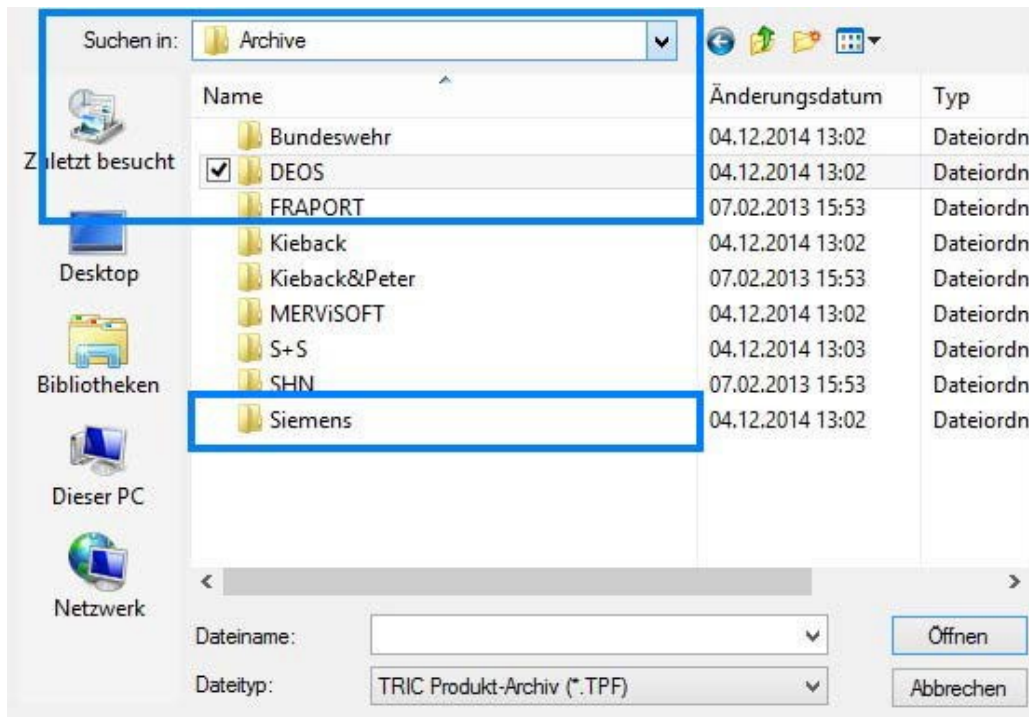 Suchen in: Archive
Name Änderungsdatum Typ
Bundeswehr 04.12.2014 13:02 Dateiordn
Zuletzt besucht
DEOS 04.12.2014 13:02 Dateiordn
FRAPORT 07.02.2013 15:53 Dateiordn
Kieback 04.12.2014 13:02 Dateiordn
Desktop
Kieback&Peter 07.02.2013 15:53 Dateiordn
MERViSOFT 04.12.2014 13:02 Dateiordn
S+S 04.12.2014 13:03 Dateiordn
Bibliotheken
SHN 07.02.2013 15:53 Dateiordn
Siemens 04.12.2014 13:02 Dateiordn
Dieser PC
Netzwerk
Dateiname: Öffnen
Dateityp: TRIC Produkt-Archiv (*.TPF) Abbrechen